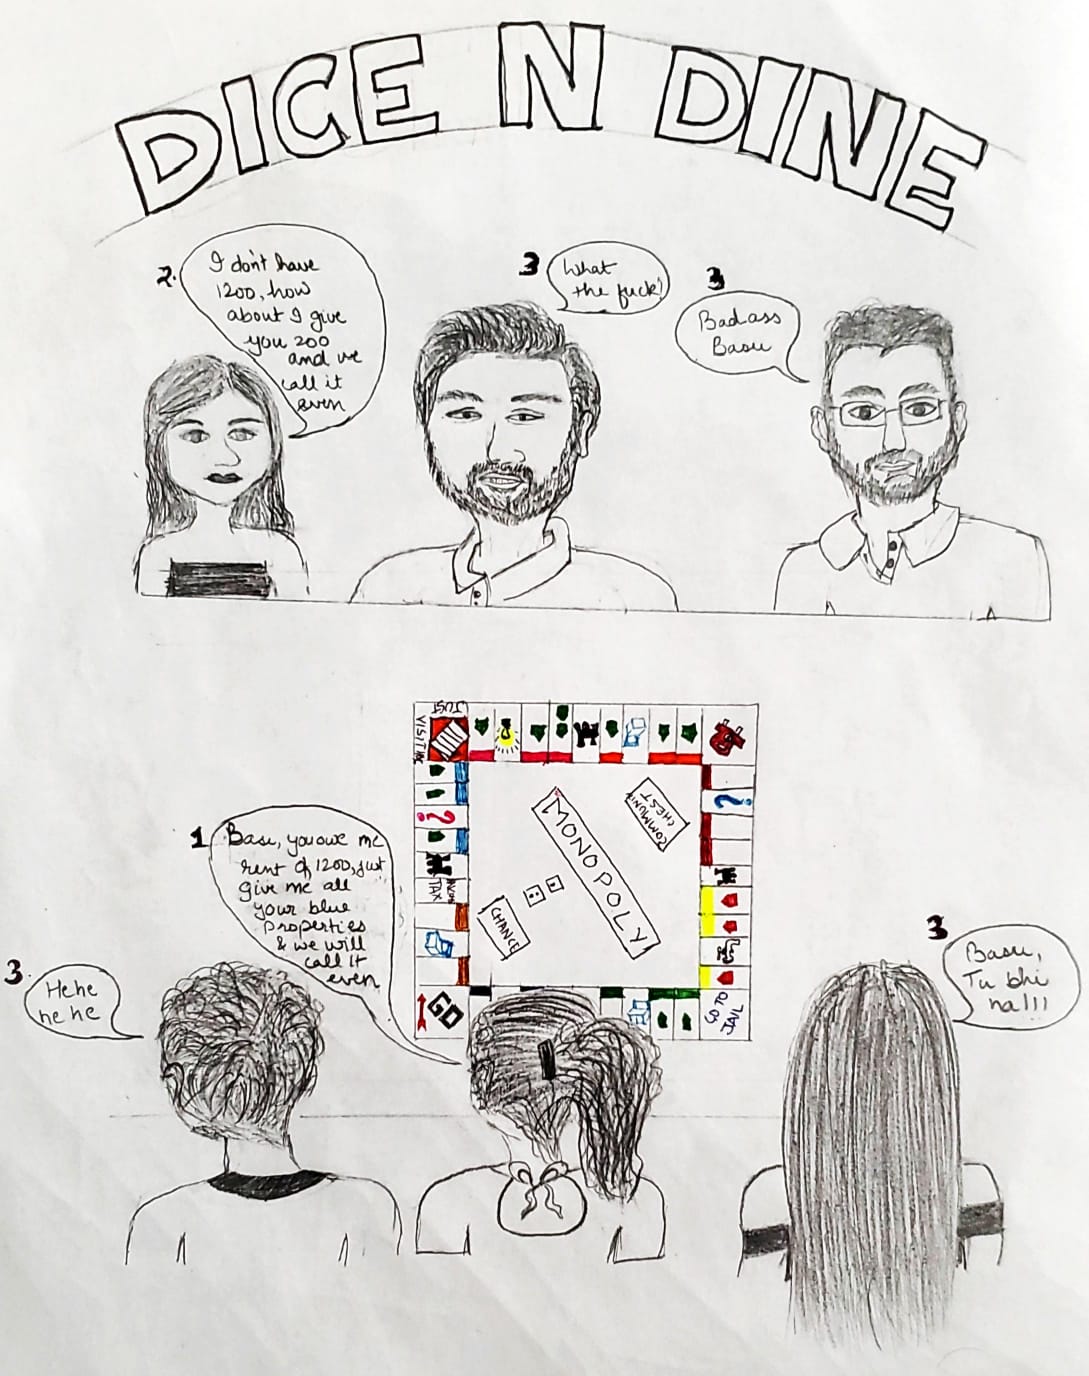 DICE N DINE
2.
I don't have
1200, how
about I give
you 200
and we
call it
even
3
What
the fuck!
3
Badass
Basu
JUST
VISITING
COMMUNITY
CHEST
MONOPOLY
CHANCE
TAX
GO
GO TO
JAIL
1
Basu, you owe me
rent of 1200, just
give me all
your blue
properties
& we will
call it
even
3.
Hehe
he he
3
Basu,
Tu bhi
na!!!